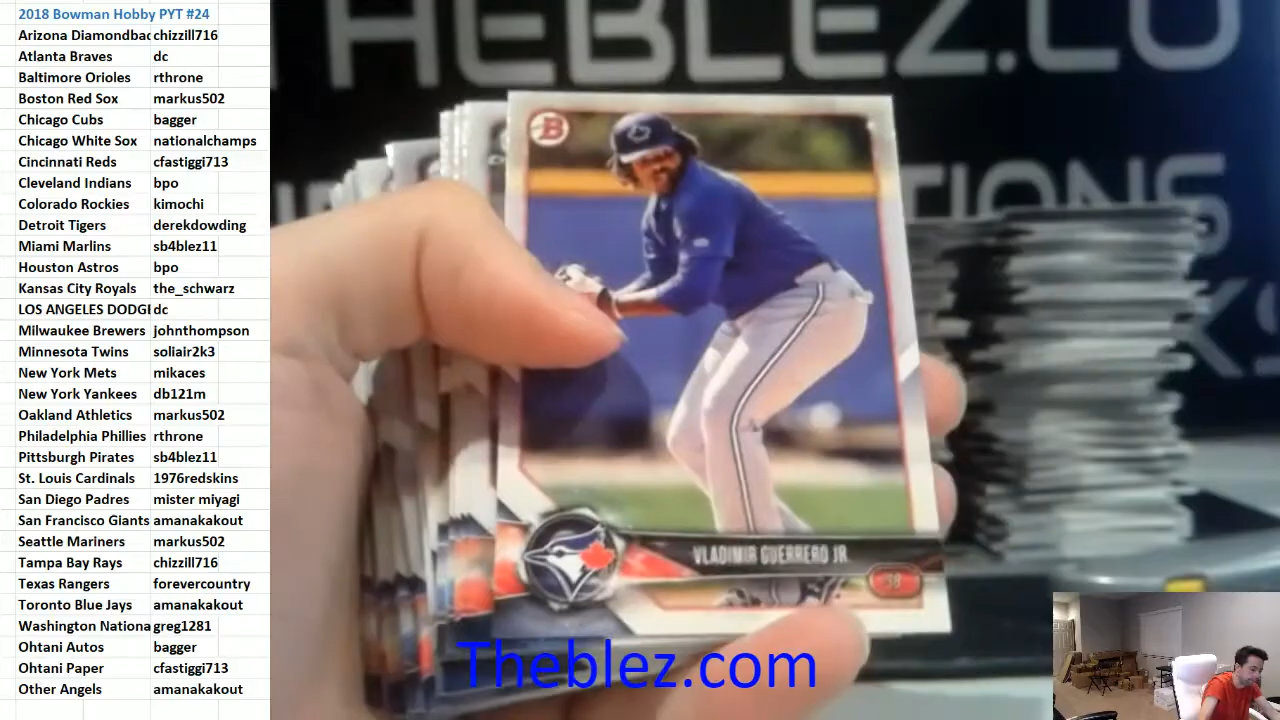 2018 Bowman Hobby PYT #24
Arizona Diamondbac chizzill716
Atlanta Braves dc
Baltimore Orioles rthrone
Boston Red Sox markus502
Chicago Cubs bagger
Chicago White Sox nationalchamps
Cincinnati Reds cfastiggi713
Cleveland Indians bpo
Colorado Rockies kimochi
Detroit Tigers derekdowding
Miami Marlins sb4blez11
Houston Astros bpo
Kansas City Royals the_schwarz
LOS ANGELES DODGI dc
Milwaukee Brewers johnthompson
Minnesota Twins soliair2k3
New York Mets mikaces
New York Yankees db121m
Oakland Athletics markus502
Philadelphia Phillies rthrone
Pittsburgh Pirates sb4blez11
St. Louis Cardinals 1976redskins
San Diego Padres mister miyagi
San Francisco Giants amanakakout
Seattle Mariners markus502
Tampa Bay Rays chizzill716
Texas Rangers forevercountry
Toronto Blue Jays amanakakout
Washington Nationa greg1281
Ohtani Autos bagger
Ohtani Paper cfastiggi713
Other Angels amanakakout
THEBLEZ.CO
B
VLADIMIR GUERRERO JR
3B
Theblez.com